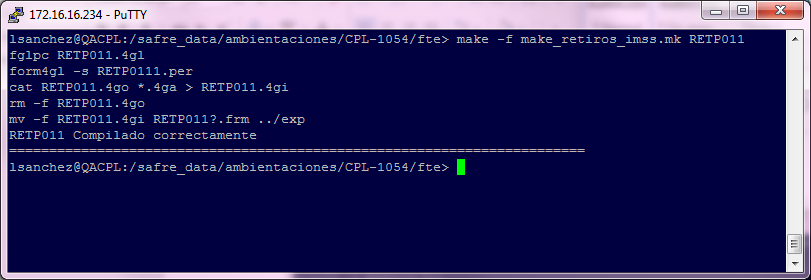 172.16.16.234 - PuTTY
lsanchez@QACPL:/safre_data/ambientaciones/CPL-1054/fte> make -f make_retiros_imss.mk RETP011
fglpc RETP011.4gl
form4gl -s RETP0111.per
cat RETP011.4go *.4ga > RETP011.4gi
rm -f RETP011.4go
mv -f RETP011.4gi RETP011?.frm ../exp
RETP011 Compilado correctamente
========================================================================
lsanchez@QACPL:/safre_data/ambientaciones/CPL-1054/fte>